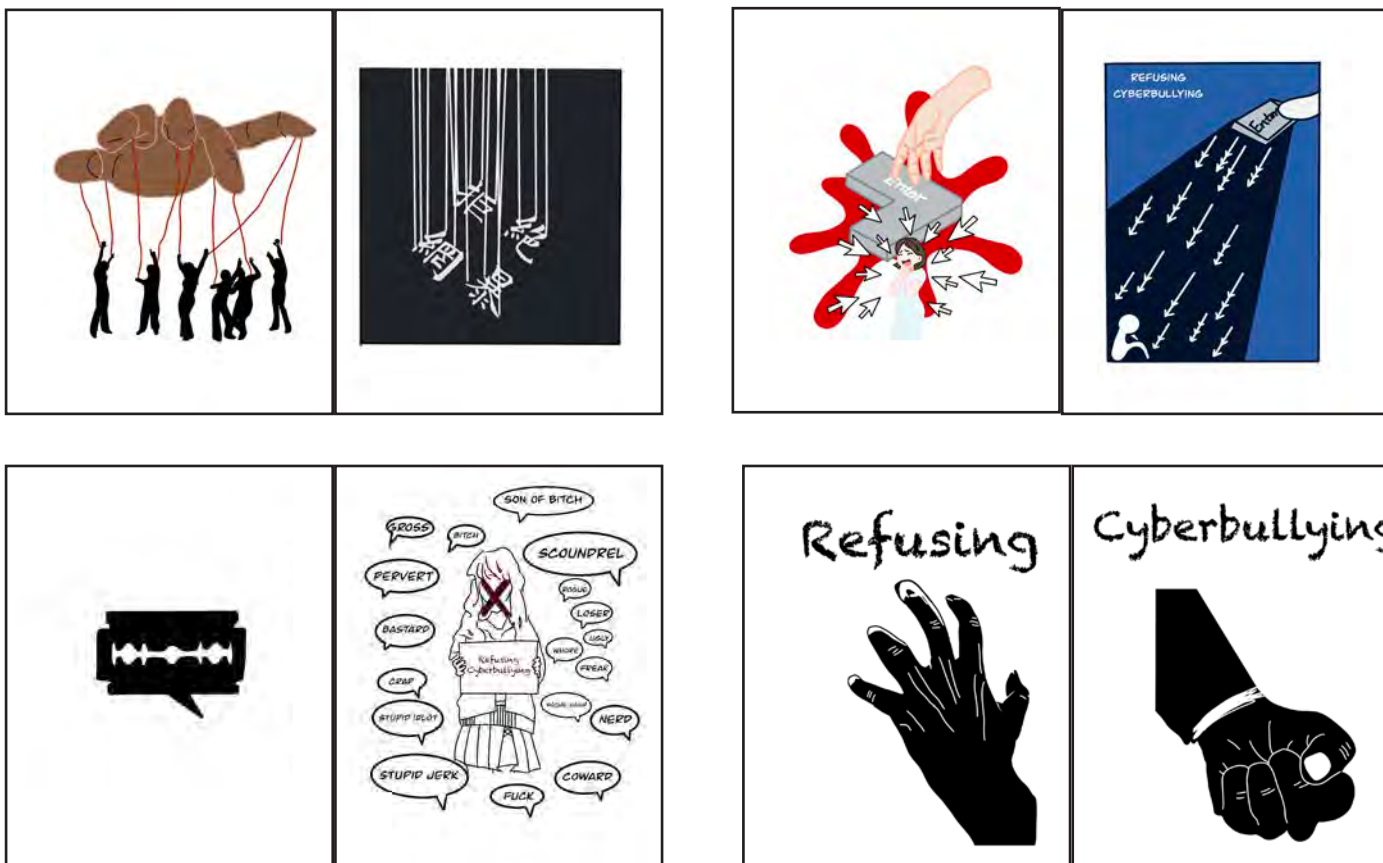 拒
絕
網
暴
Enter
REFUSING
CYBERBULLYING
Enter
SON OF BITCH
GROSS
BITCH
SCOUNDREL
PERVERT
ROGUE
LOSER
BASTARD
UGLY
WHORE
FREAK
Refusing
Cyberbullying
CRAP
STUPID IDIOT
NERD
STUPID JERK
COWARD
FUCK
Refusing
Cyberbullying